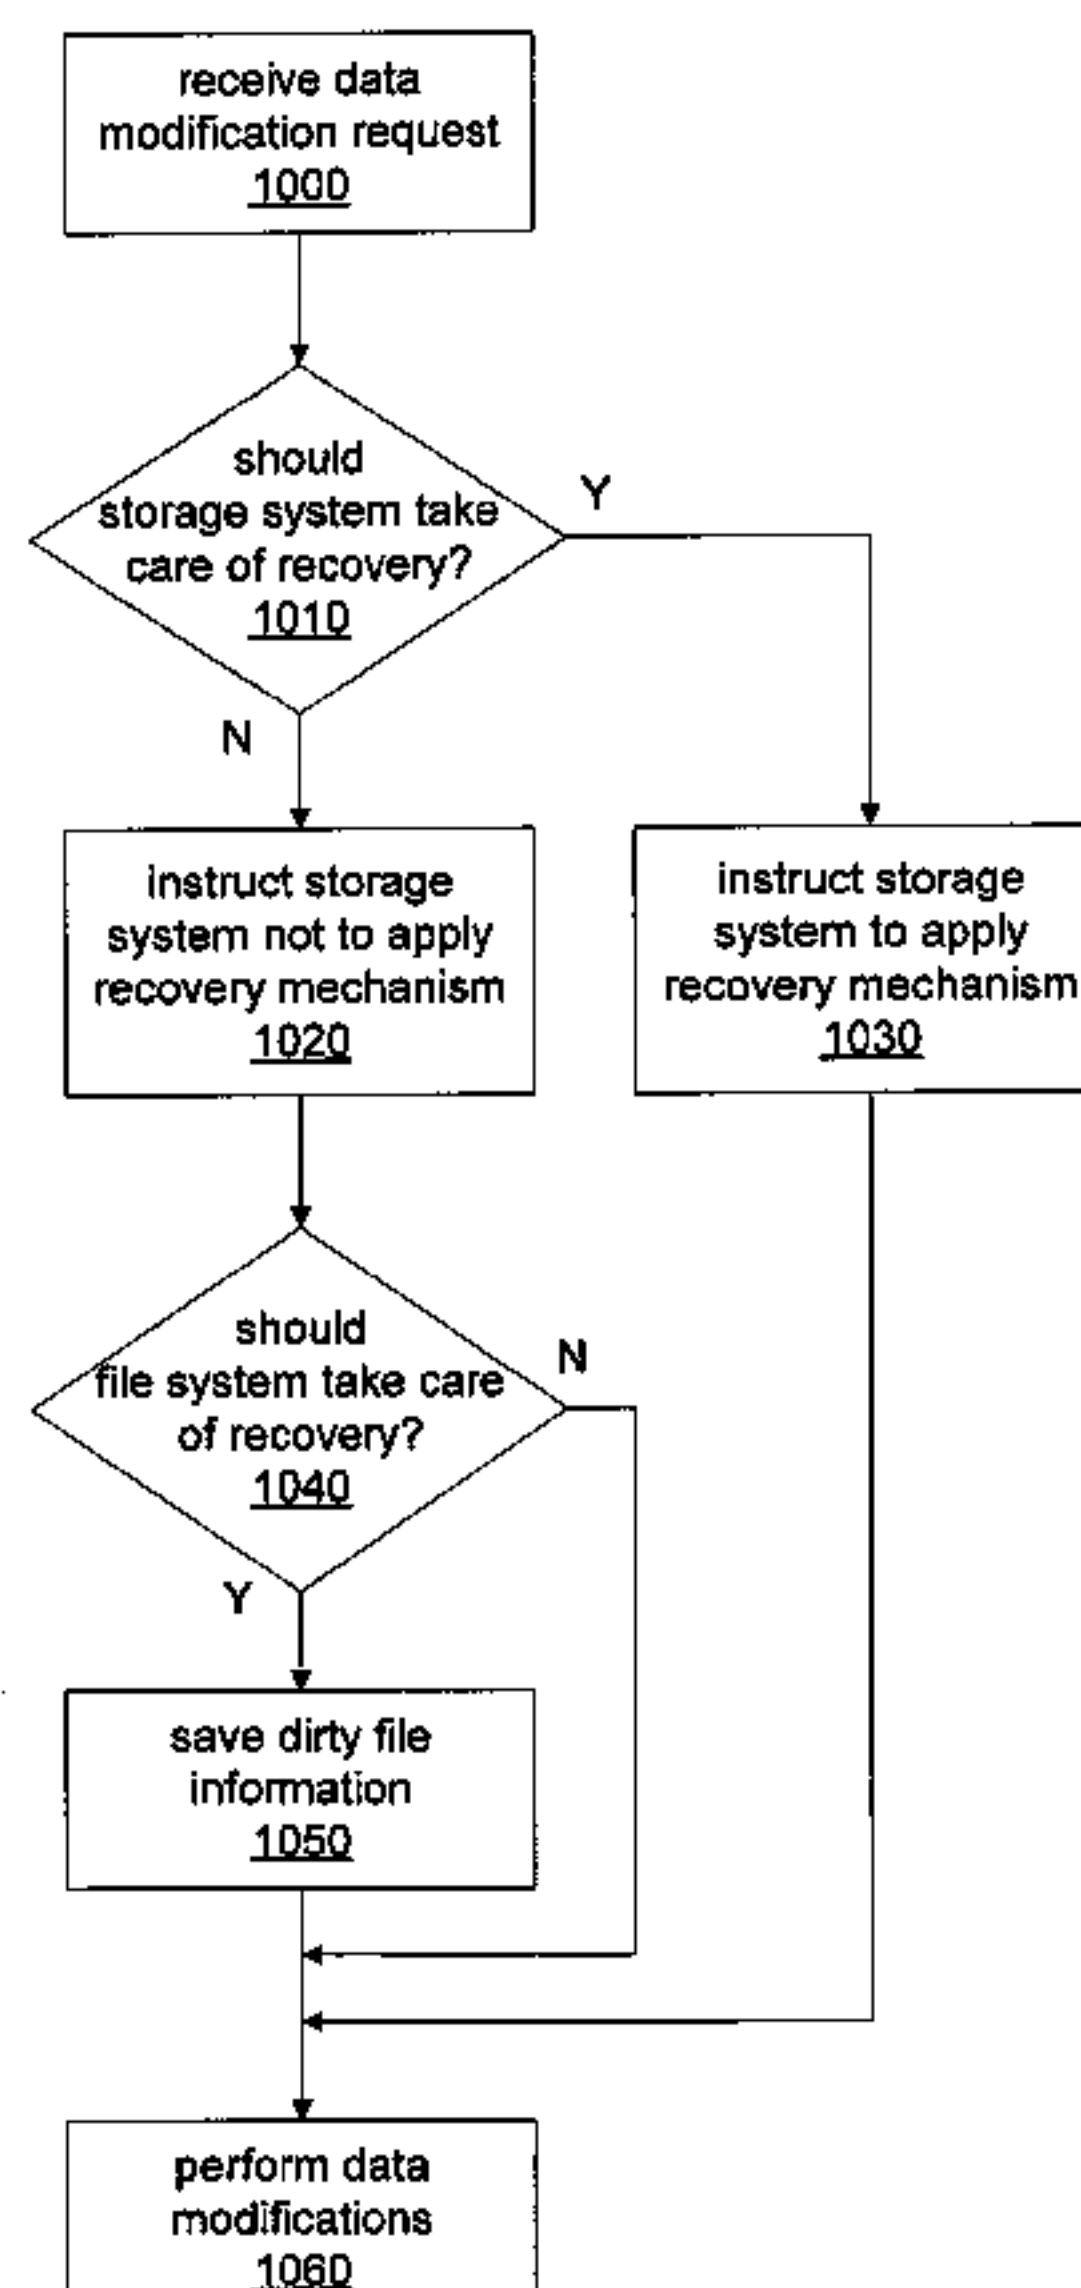 receive data
modification request
1000
should
storage system take
care of recovery?
1010
Y
N
instruct storage
system not to apply
recovery mechanism
1020
instruct storage
system to apply
recovery mechanism
1030
should
file system take care
of recovery?
1040
N
Y
save dirty file
information
1050
perform data
modifications
1060